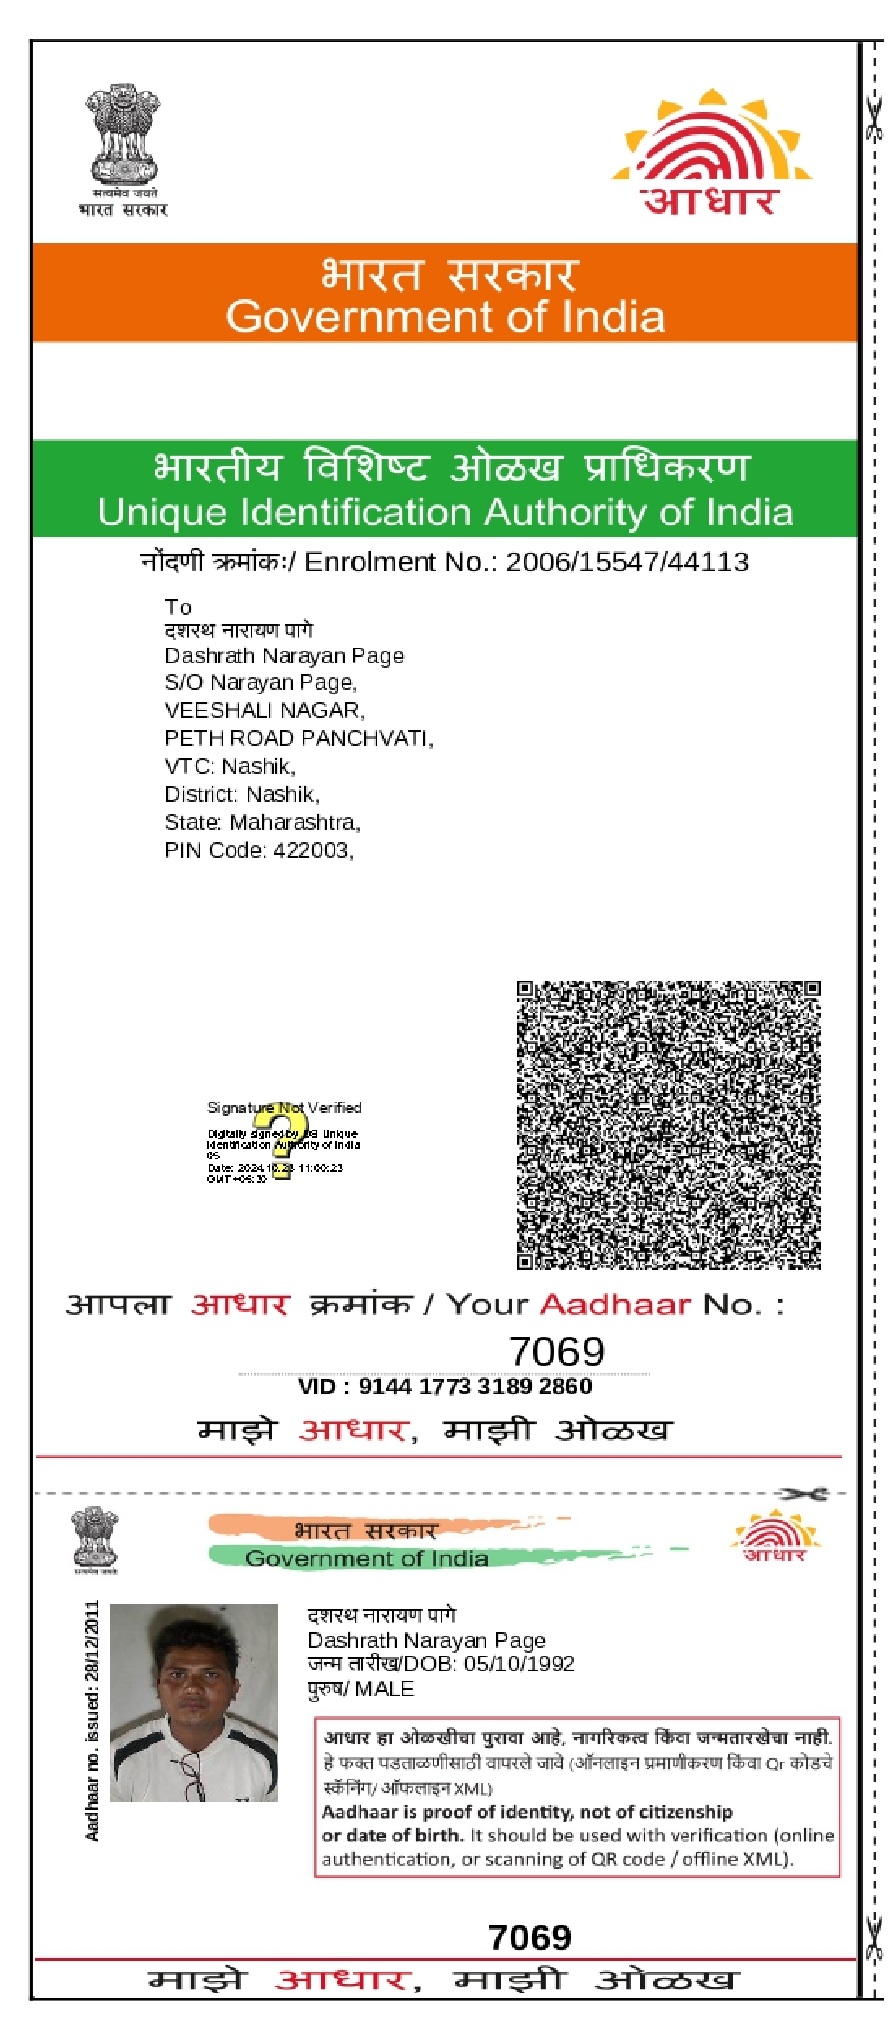 सत्यमेव जयते
भारत सरकार
आधार
भारत सरकार
Government of India
भारतीय विशिष्ट ओळख प्राधिकरण
Unique Identification Authority of India
नोंदणी क्रमांक:/ Enrolment No.: 2006/15547/44113
To
दशरथ नारायण पागे
Dashrath Narayan Page
S/O Narayan Page,
VEESHALI NAGAR,
PETH ROAD PANCHVATI,
VTC: Nashik,
District: Nashik,
State: Maharashtra,
PIN Code: 422003,
Signature Not Verified
Digitally signed by DS Unique
Identification Authority of India
05
Date: 2024.10.23 11:00:23
GMT+05:30
आपला आधार क्रमांक / Your Aadhaar No. :
7069
VID : 9144 1773 3189 2860
माझे आधार, माझी ओळख
सत्यमेव जयते
भारत सरकार
Government of India
आधार
Aadhaar no. issued: 28/12/2011
दशरथ नारायण पागे
Dashrath Narayan Page
जन्म तारीख/DOB: 05/10/1992
पुरुष/ MALE
आधार हा ओळखीचा पुरावा आहे, नागरिकत्व किंवा जन्मतारखेचा नाही.
हे फक्त पडताळणीसाठी वापरले जावे (ऑनलाइन प्रमाणीकरण किंवा Qr कोडचे
स्कॅनिंग/ ऑफलाइन XML)
Aadhaar is proof of identity, not of citizenship
or date of birth. It should be used with verification (online
authentication, or scanning of QR code / offline XML).
7069
माझे आधार, माझी ओळख